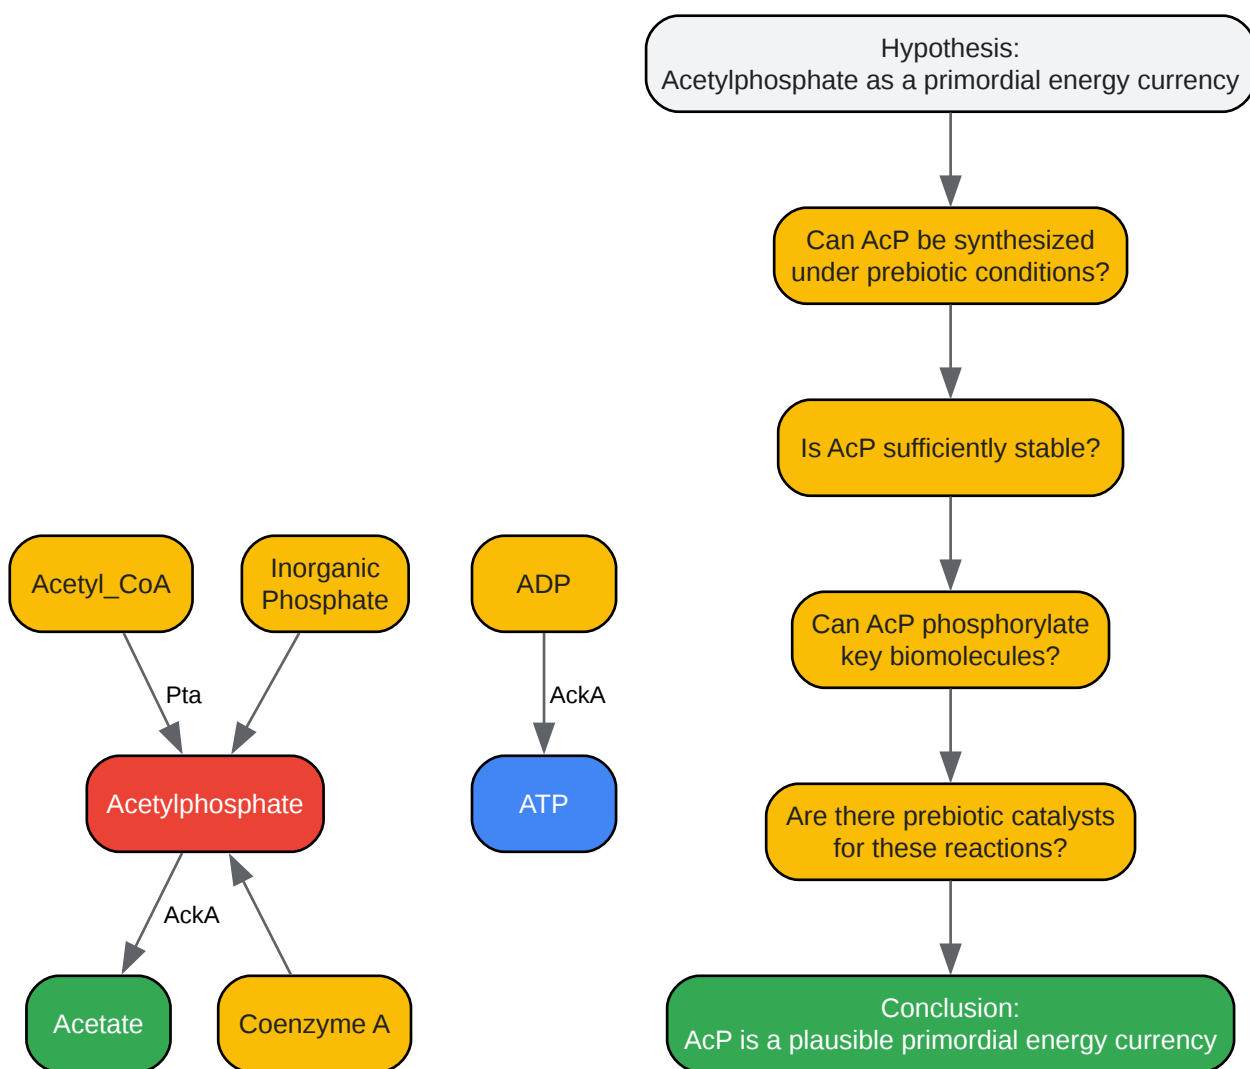 Hypothesis:
Acetylphosphate as a primordial energy currency
Can AcP be synthesized
under prebiotic conditions?
Is AcP sufficiently stable?
Acetyl_CoA
Inorganic
Phosphate
ADP
Can AcP phosphorylate
key biomolecules?
Pta
AckA
Acetylphosphate
ATP
Are there prebiotic catalysts
for these reactions?
AckA
Acetate
Coenzyme A
Conclusion:
AcP is a plausible primordial energy currency